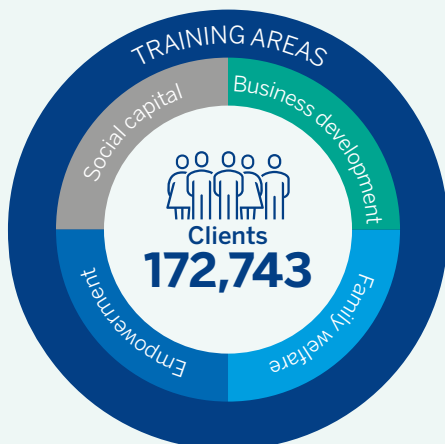 TRAINING AREAS
Social capital
Business development
Clients
172,743
Empowerment
Family welfare